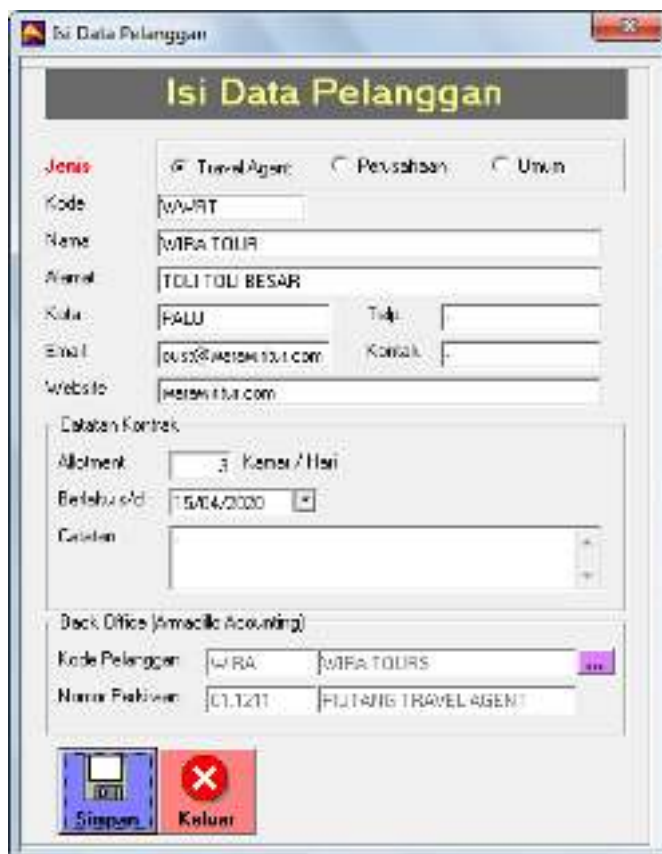 Isi Data Pelanggan
Isi Data Pelanggan
Jenis Travel Agent Perusahaan Umum
Kode
Nama WIRA TOUR
Alamat TOLI TOLI BESAR
Kota PALU Telp. -
Email Kontak -
Website
Catatan Kontrak
Allotment 3 Kamar / Hari
Berlaku s/d 15/04/2020
Catatan
Back Office (Armadillo Acounting)
Kode Pelanggan WIRA WIRA TOURS ...
Nomor Perkiraan 01.1211 PIUTANG TRAVEL AGENT
Simpan Keluar